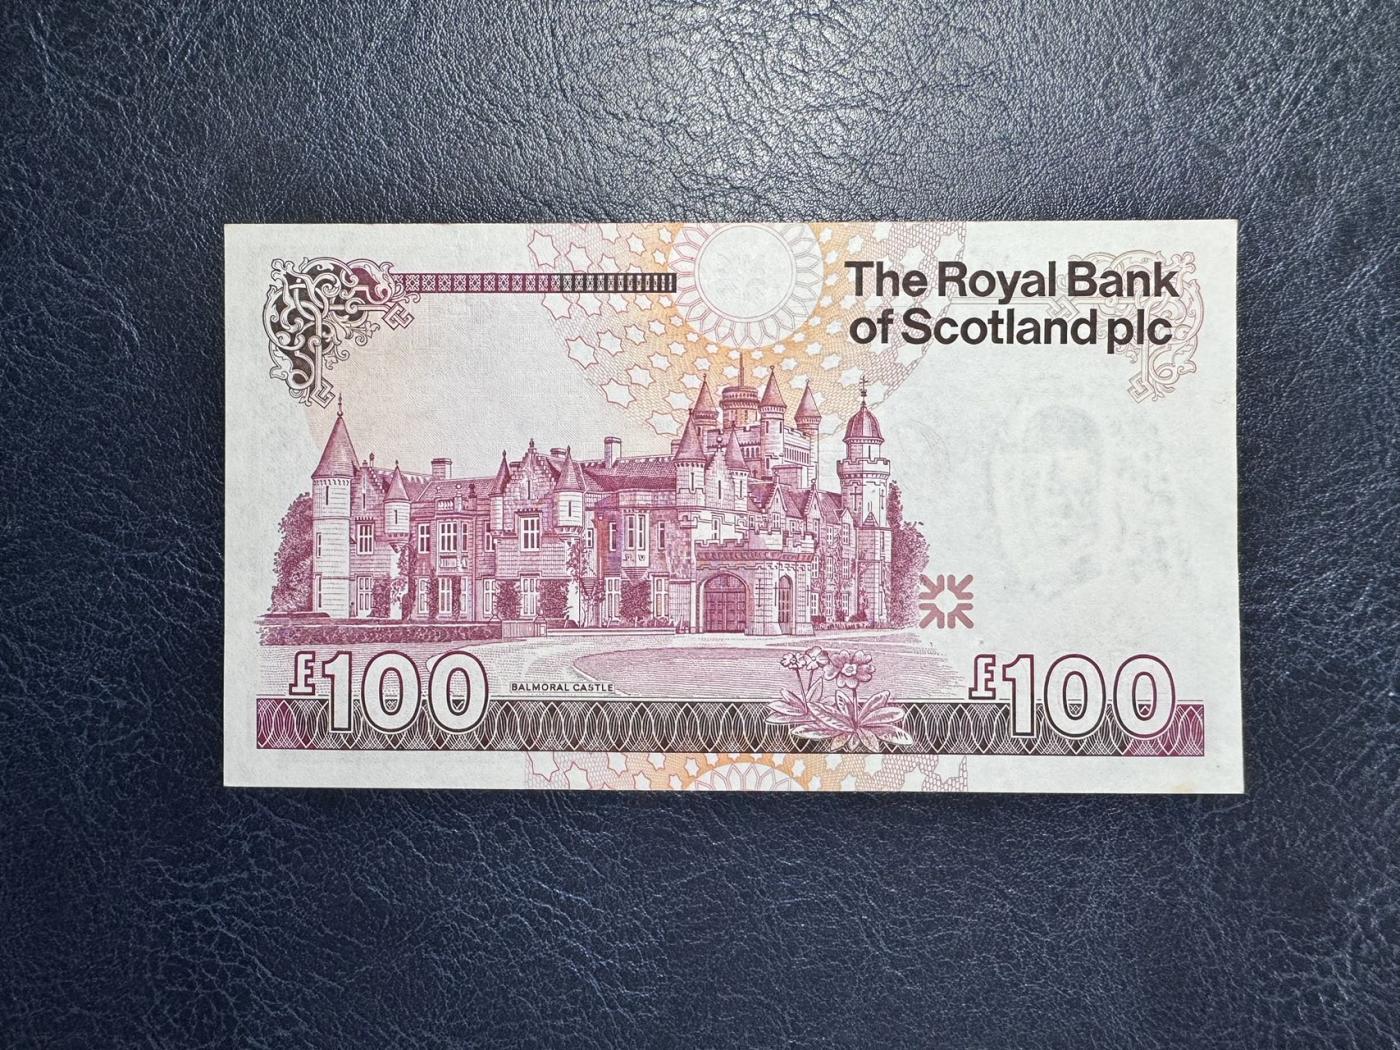 The Royal Bank
of Scotland plc
£100
BALMORAL CASTLE
£100